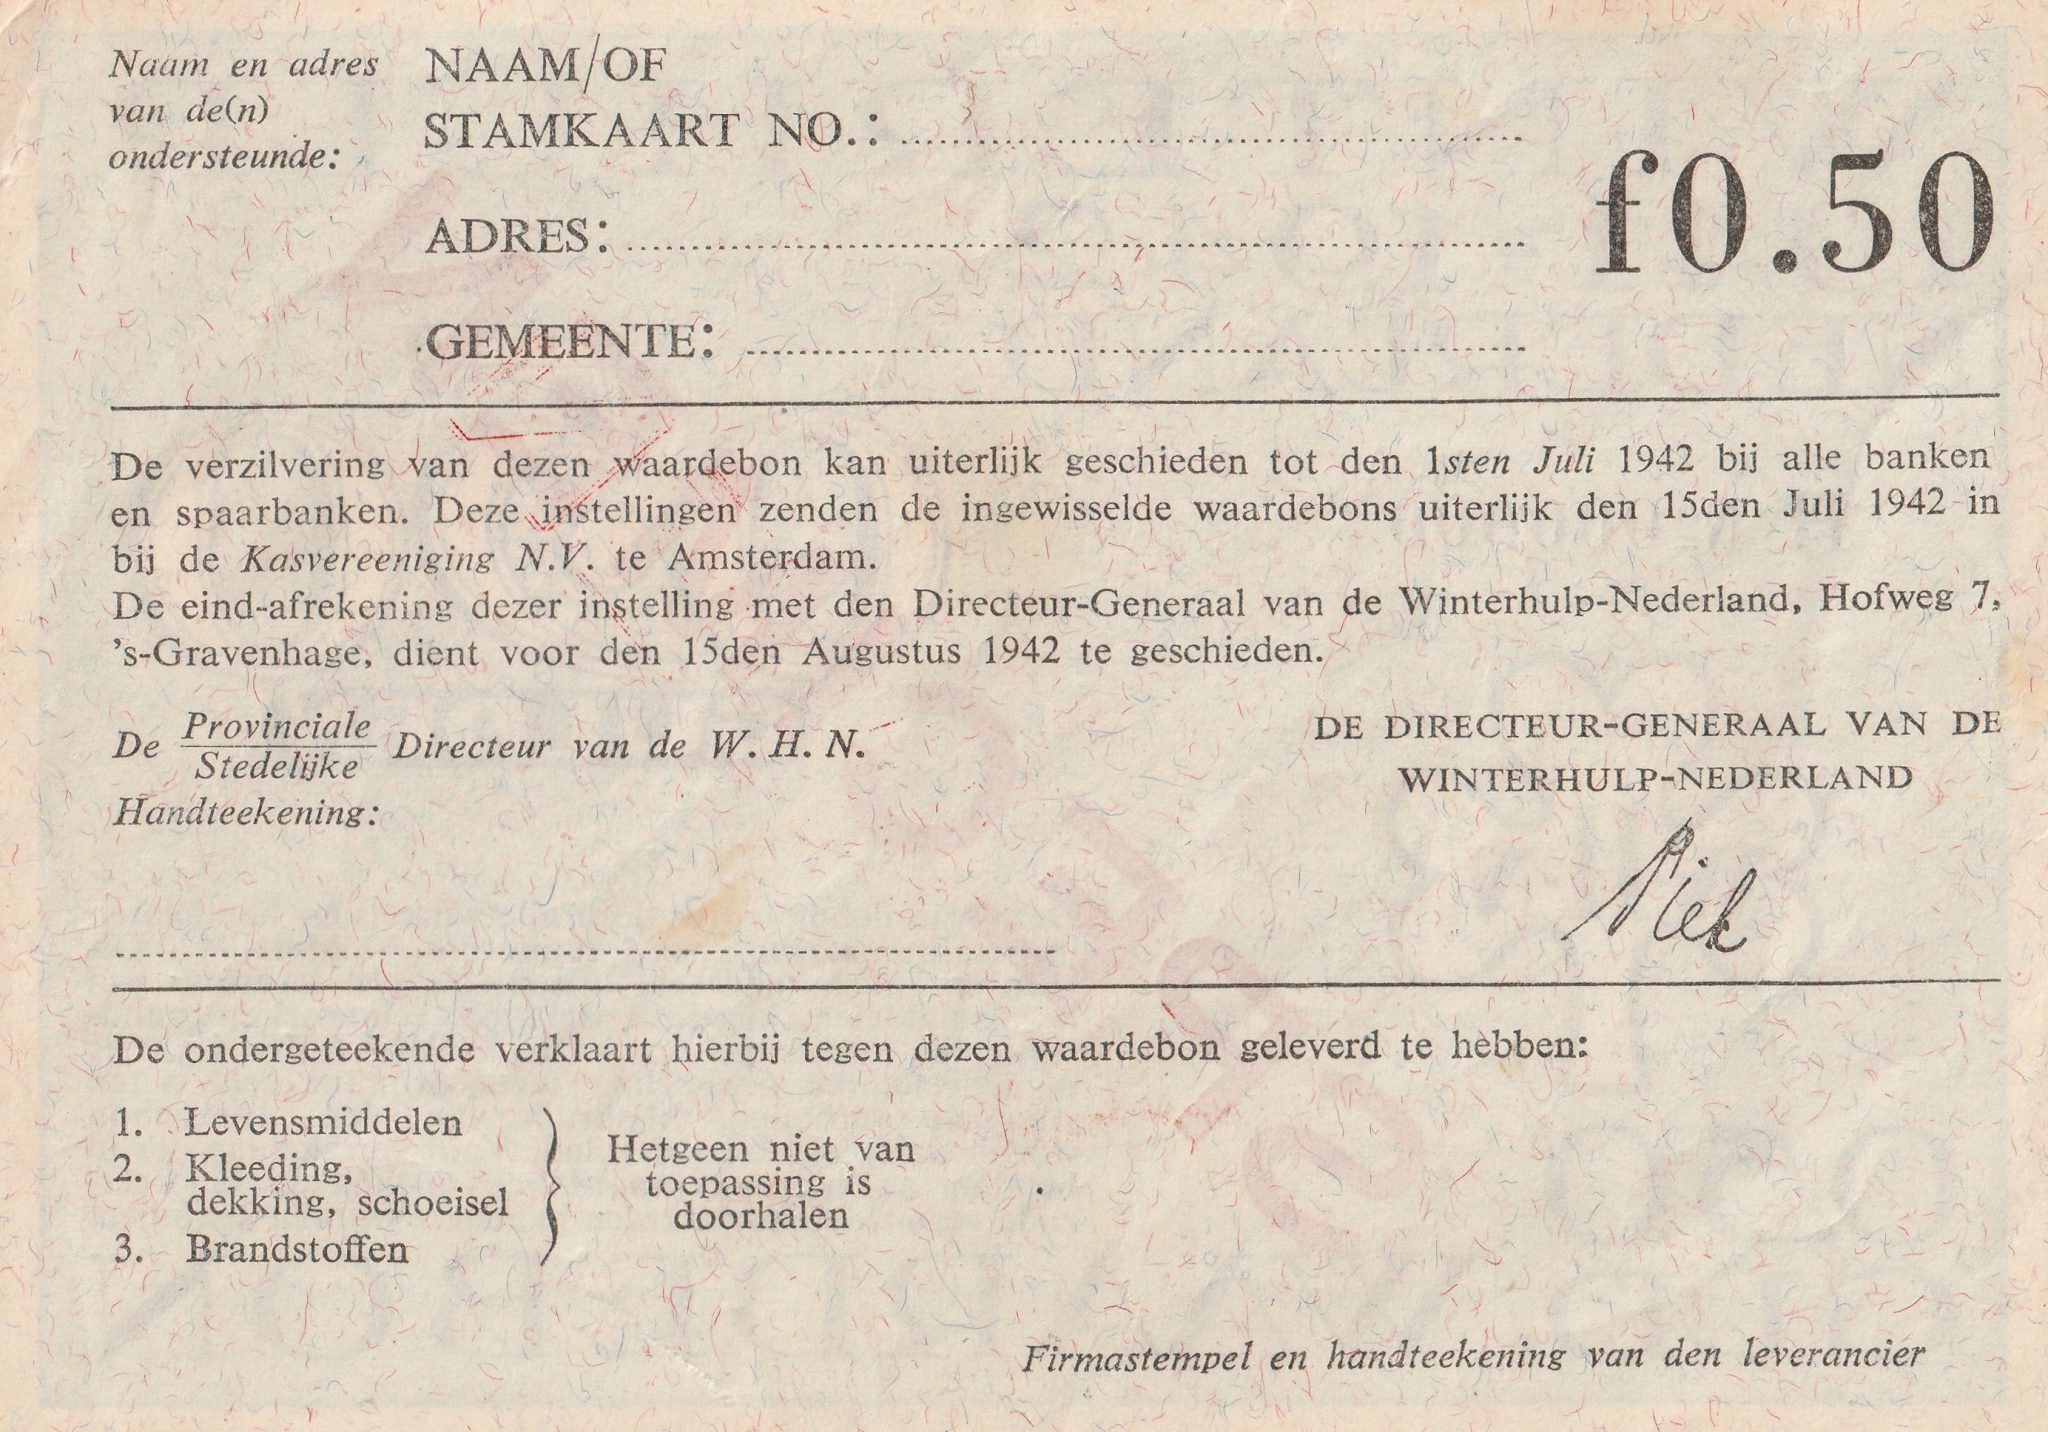 Naam en adres
van de(n)
ondersteunde:
NAAM/OF
STAMKAART NO.:
ADRES:
GEMEENTE:
f0.50
De verzilvering van dezen waardebon kan uiterlijk geschieden tot den 1sten Juli 1942 bij alle banken
en spaarbanken. Deze instellingen zenden de ingewisselde waardebons uiterlijk den 15den Juli 1942 in
bij de Kasvereeniging N.V. te Amsterdam.
De eind-afrekening dezer instelling met den Directeur-Generaal van de Winterhulp-Nederland, Hofweg 7,
's-Gravenhage, dient voor den 15den Augustus 1942 te geschieden.
De Provinciale
Stedelijke Directeur van de W. H. N.
Handteekening:
DE DIRECTEUR-GENERAAL VAN DE
WINTERHULP-NEDERLAND
Piek
De ondergeteekende verklaart hierbij tegen dezen waardebon geleverd te hebben:
1. Levensmiddelen
2. Kleeding,
dekking, schoeisel
3. Brandstoffen
Hetgeen niet van
toepassing is
doorhalen
Firmastempel en handteekening van den leverancier